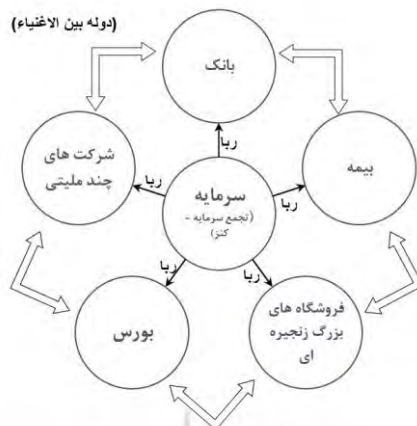 (دوله بین الاغنیاء)
بانک
ربا
شرکت های
چند ملیتی
ربا
بیمه
ربا
سرمایه
(تجمع سرمایه -
کنز)
ربا
بورس
ربا
فروشگاه های
بزرگ زنجیره
ای